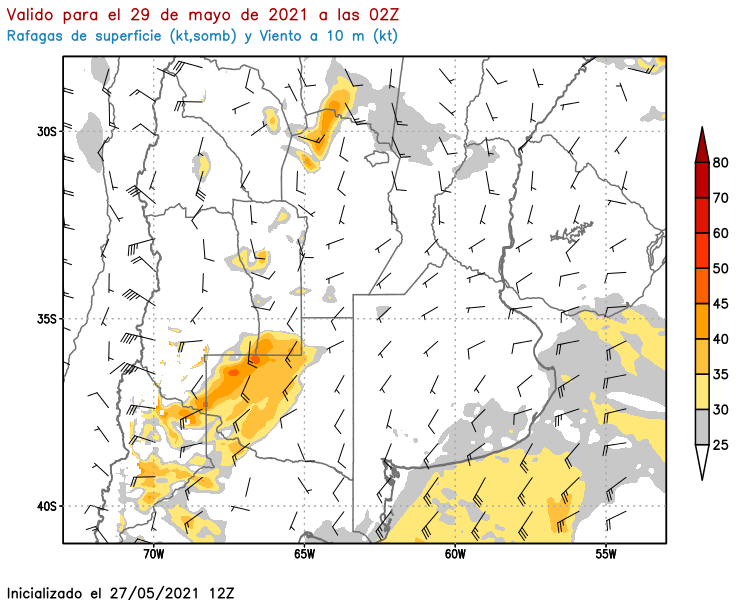 Valido para el 29 de mayo de 2021 a las 02Z
Rafagas de superficie (kt,somb) y Viento a 10 m (kt)
30S
35S
40S
70W
65W
60W
55W
80
70
60
50
45
40
35
30
25
Inicializado el 27/05/2021 12Z